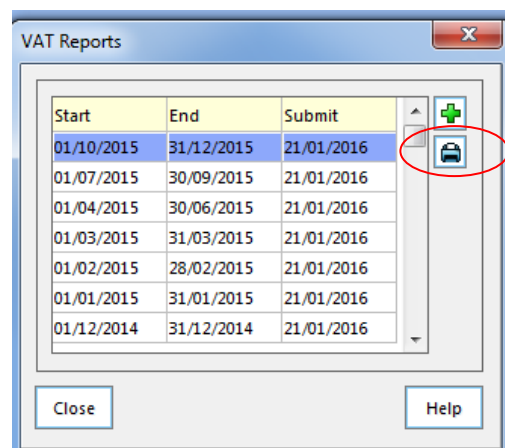 VAT Reports
Start End Submit
01/10/2015 31/12/2015 21/01/2016
01/07/2015 30/09/2015 21/01/2016
01/04/2015 30/06/2015 21/01/2016
01/03/2015 31/03/2015 21/01/2016
01/02/2015 28/02/2015 21/01/2016
01/01/2015 31/01/2015 21/01/2016
01/12/2014 31/12/2014 21/01/2016
Close Help